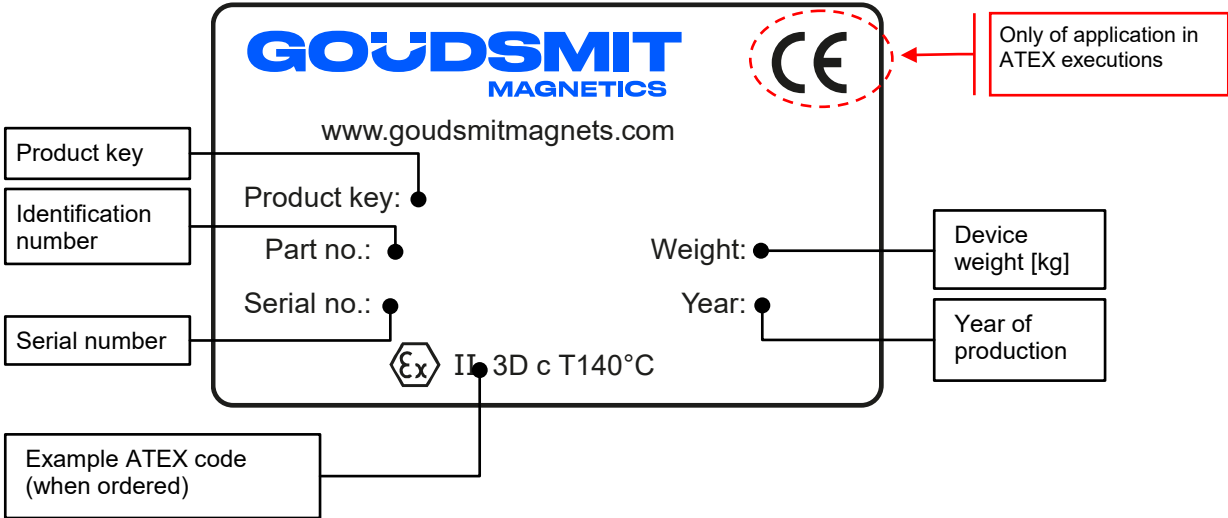 GOUDSMIT
MAGNETICS
CE
Only of application in
ATEX executions
www.goudsmitmagnets.com
Product key
Product key:
Identification
number
Part no.:
Weight:
Device
weight [kg]
Serial no.:
Year:
Serial number
Year of
production
Ex II 3D c T140°C
Example ATEX code
(when ordered)